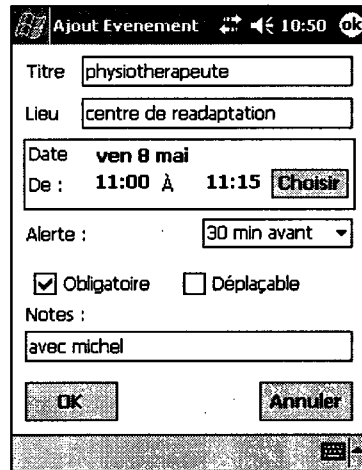 Ajout Evenement 10:50 ok
Titre physiotherapeute
Lieu centre de readaptation
Date ven 8 mai
De : 11:00 À 11:15 Choisir
Alerte : 30 min avant
Obligatoire Déplaçable
Notes :
avec michel
OK Annuler